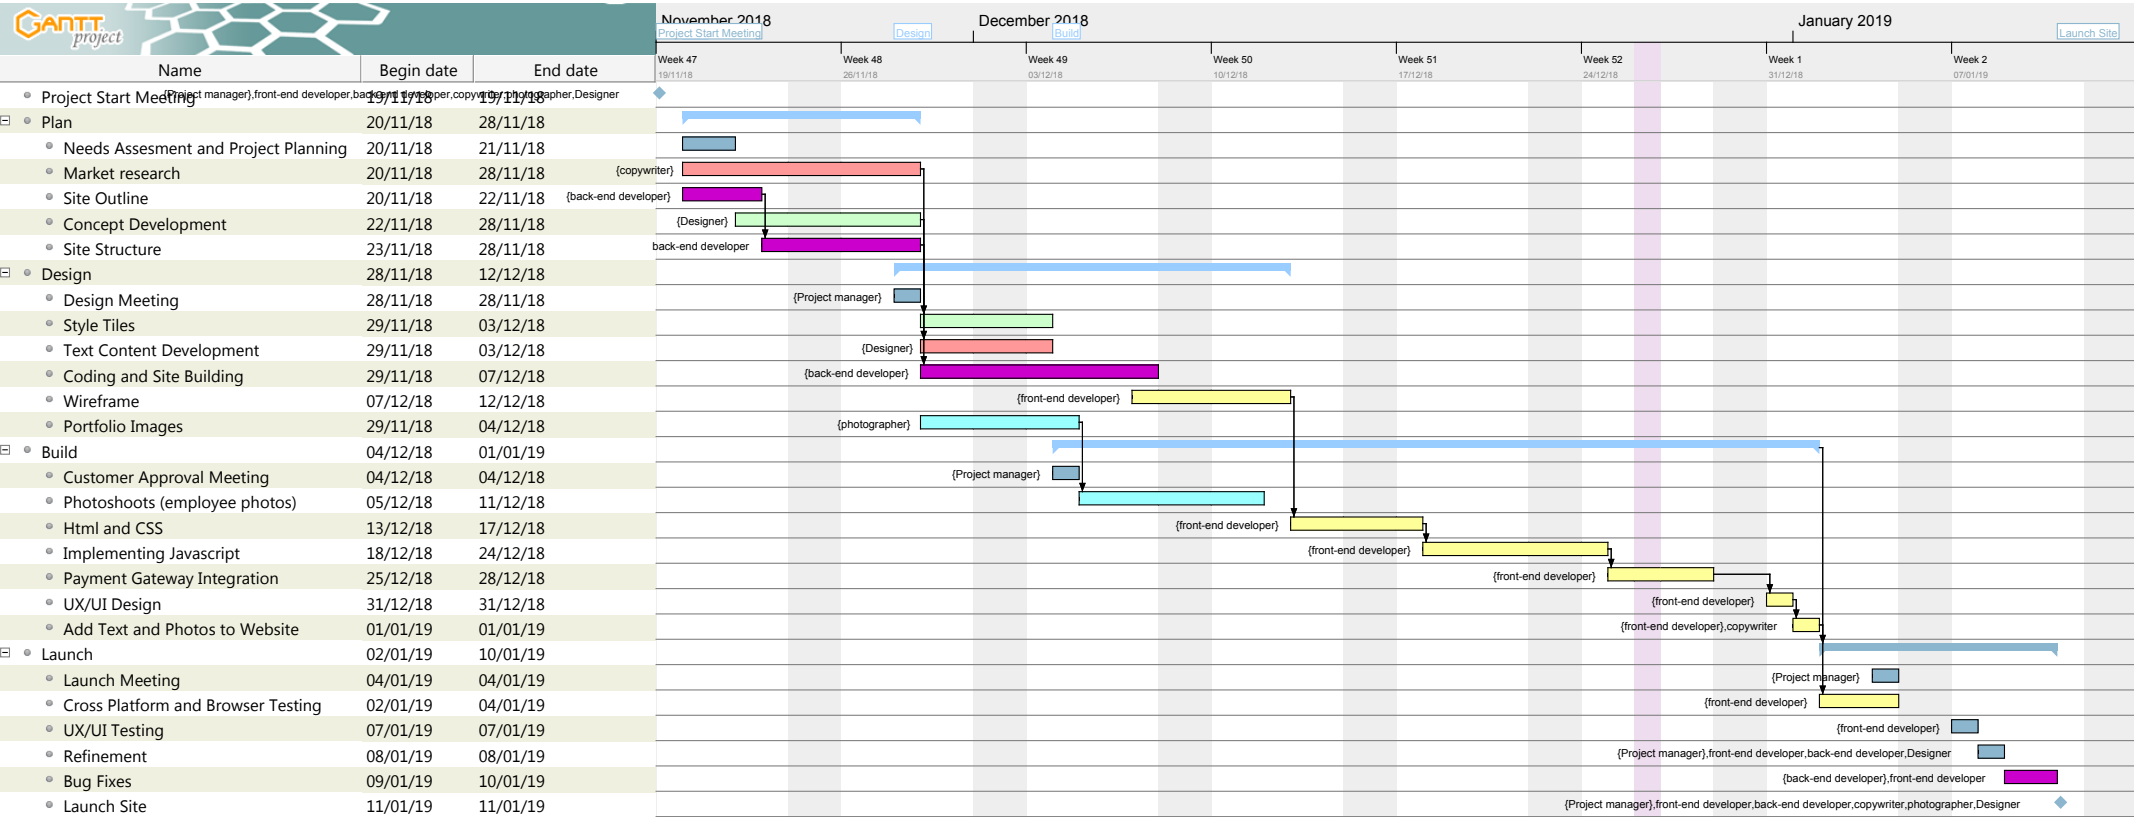 GANTT project
November 2018 December 2018 January 2019
Project Start Meeting Design Build Launch Site
Name Begin date End date
Week 47 Week 48 Week 49 Week 50 Week 51 Week 52 Week 1 Week 2
19/11/18 26/11/18 03/12/18 10/12/18 17/12/18 24/12/18 31/12/18 07/01/19
Project Start Meeting 19/11/18 19/11/18 {Project manager},front-end developer,back-end developer,copywriter,photographer,Designer
Plan 20/11/18 28/11/18
Needs Assesment and Project Planning 20/11/18 21/11/18
Market research 20/11/18 28/11/18 {copywriter}
Site Outline 20/11/18 22/11/18 {back-end developer}
Concept Development 22/11/18 28/11/18 {Designer}
Site Structure 23/11/18 28/11/18 back-end developer
Design 28/11/18 12/12/18
Design Meeting 28/11/18 28/11/18 {Project manager}
Style Tiles 29/11/18 03/12/18
Text Content Development 29/11/18 03/12/18 {Designer}
Coding and Site Building 29/11/18 07/12/18 {back-end developer}
Wireframe 07/12/18 12/12/18 {front-end developer}
Portfolio Images 29/11/18 04/12/18 {photographer}
Build 04/12/18 01/01/19
Customer Approval Meeting 04/12/18 04/12/18 {Project manager}
Photoshoots (employee photos) 05/12/18 11/12/18
Html and CSS 13/12/18 17/12/18 {front-end developer}
Implementing Javascript 18/12/18 24/12/18 {front-end developer}
Payment Gateway Integration 25/12/18 28/12/18 {front-end developer}
UX/UI Design 31/12/18 31/12/18 {front-end developer}
Add Text and Photos to Website 01/01/19 01/01/19 {front-end developer},copywriter
Launch 02/01/19 10/01/19
Launch Meeting 04/01/19 04/01/19 {Project manager}
Cross Platform and Browser Testing 02/01/19 04/01/19 {front-end developer}
UX/UI Testing 07/01/19 07/01/19 {front-end developer}
Refinement 08/01/19 08/01/19 {Project manager},front-end developer,back-end developer,Designer
Bug Fixes 09/01/19 10/01/19 {back-end developer},front-end developer
Launch Site 11/01/19 11/01/19 {Project manager},front-end developer,back-end developer,copywriter,photographer,Designer